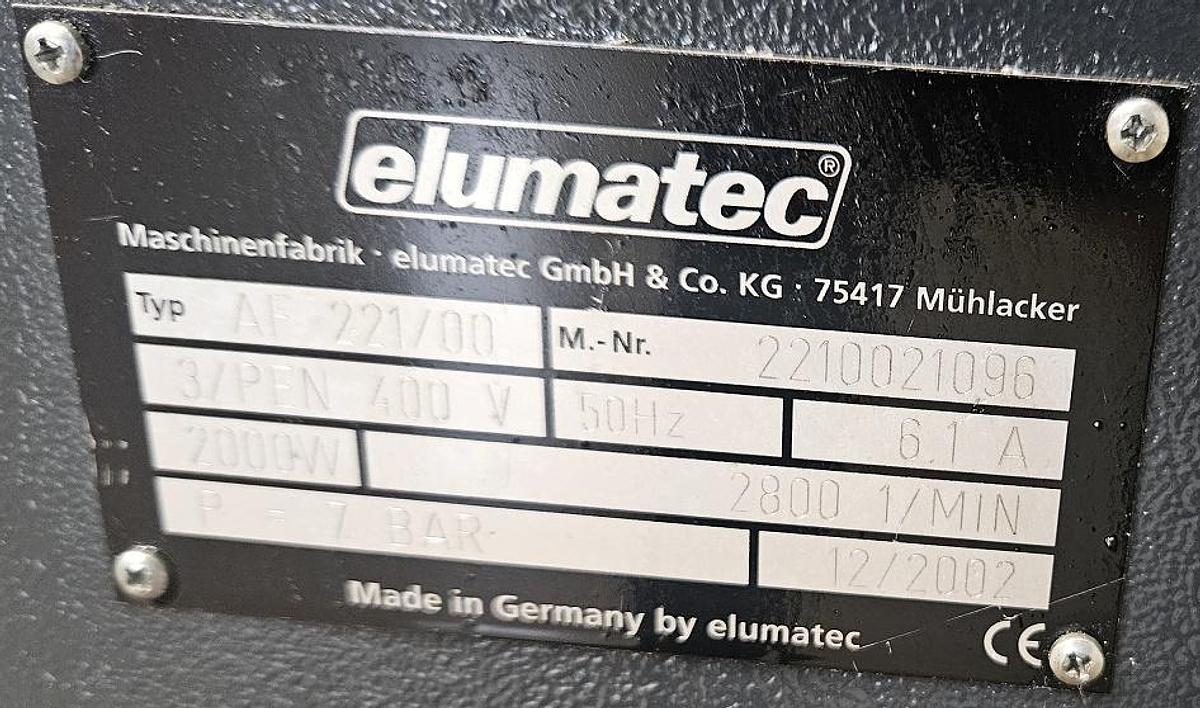 elumatec®
Maschinenfabrik · elumatec GmbH & Co. KG · 75417 Mühlacker
Typ AF 221/00 M.-Nr. 2210021096
3/PEN 400 V 50Hz 6.1 A
2000W 2800 1/MIN
P = 7 BAR 12/2002
Made in Germany by elumatec CE